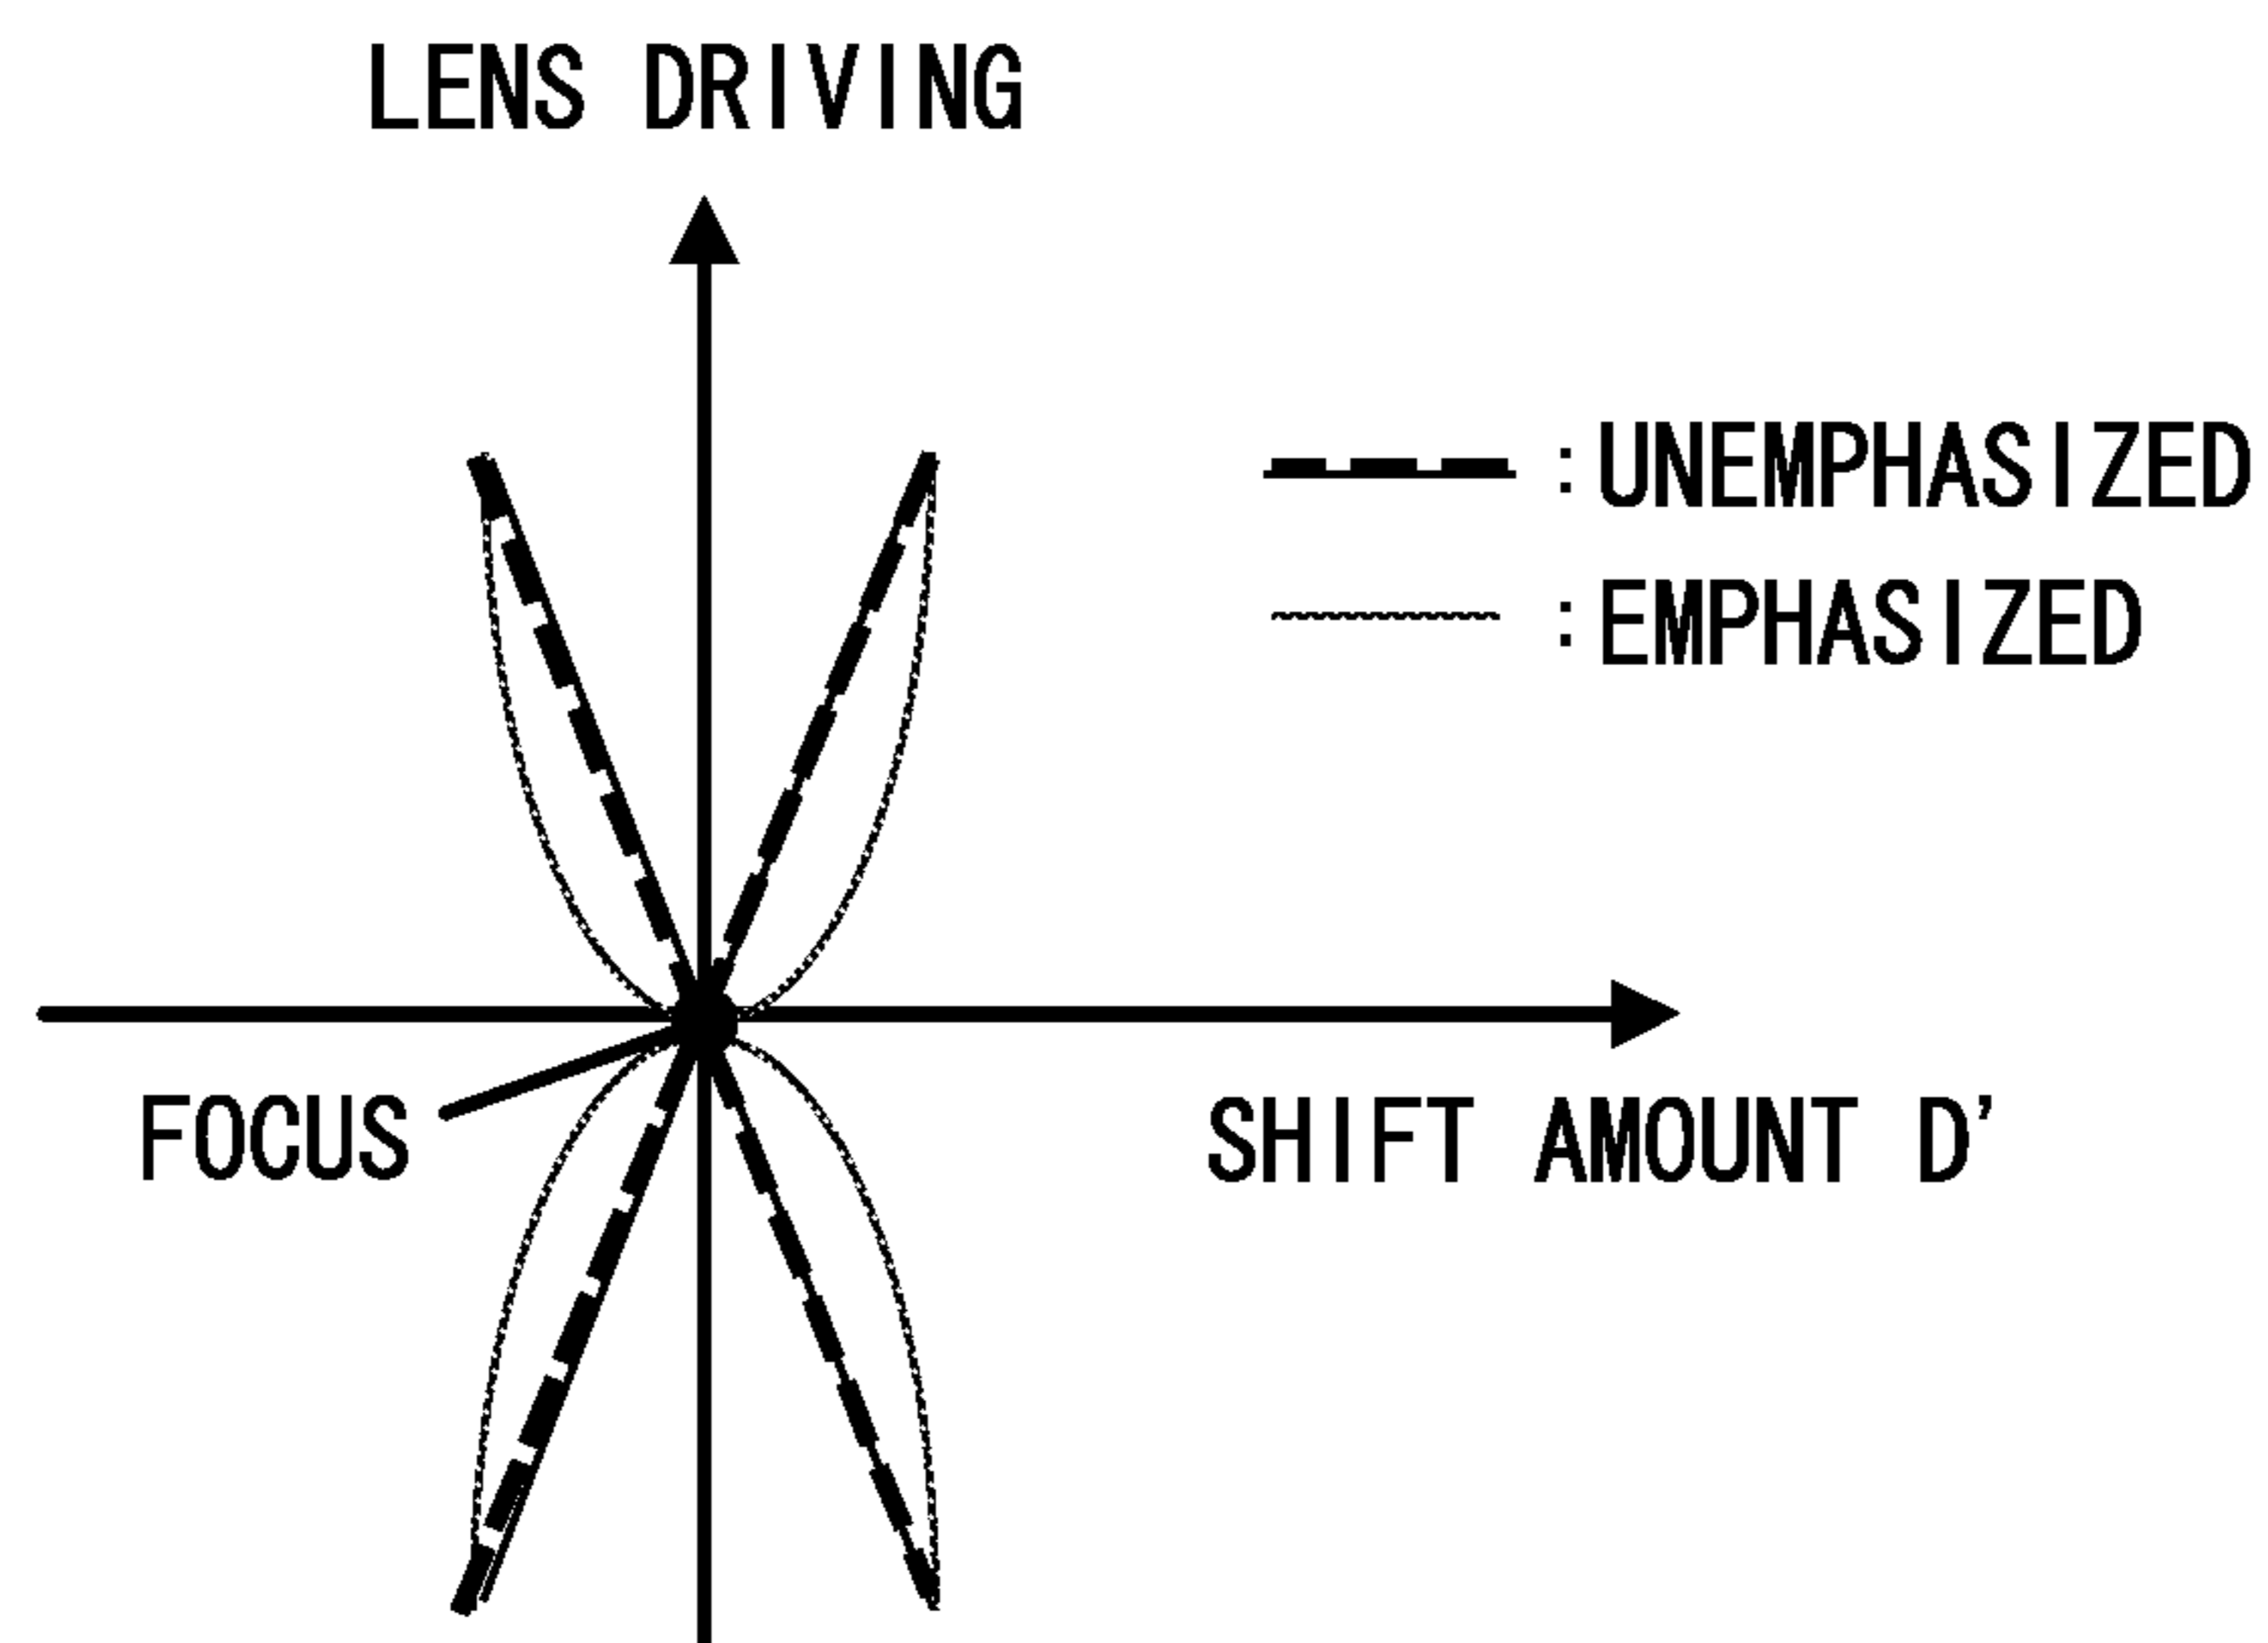 LENS DRIVING
: UNEMPHASIZED
: EMPHASIZED
FOCUS
SHIFT AMOUNT D'